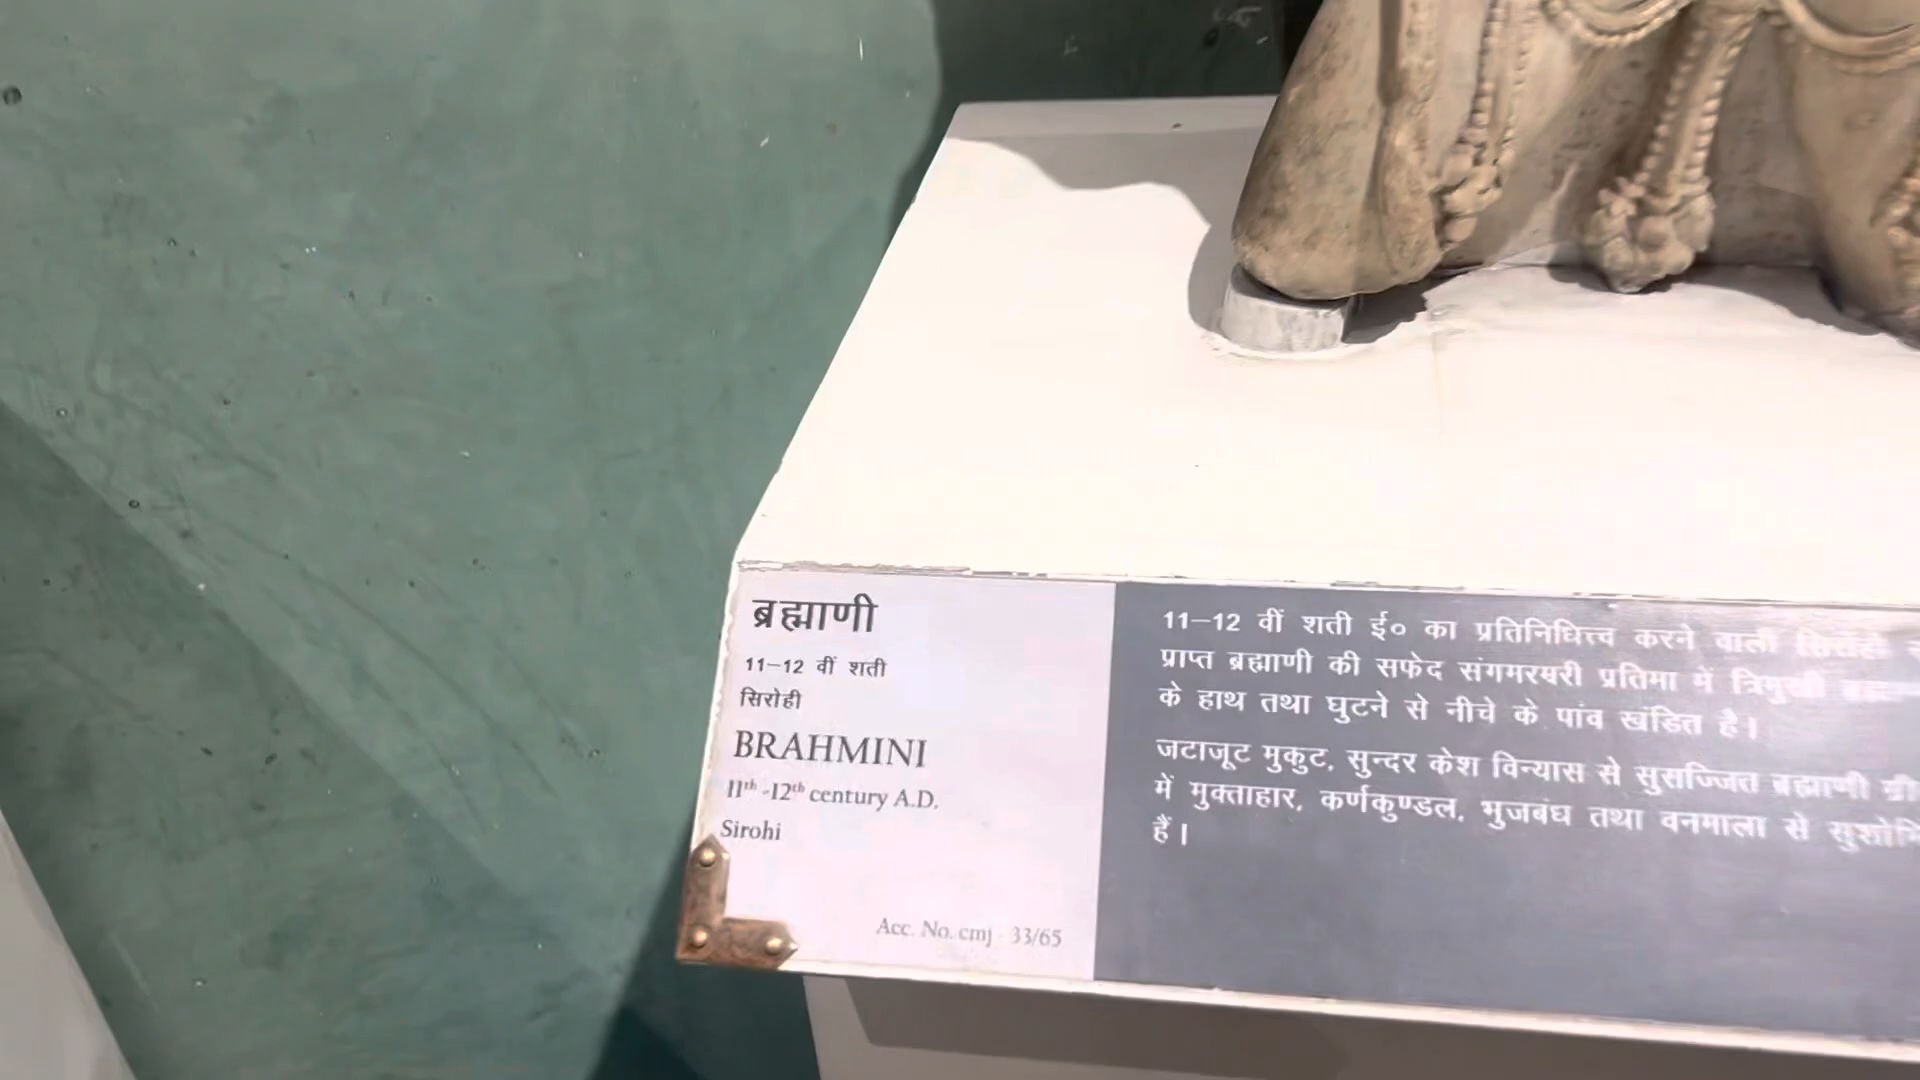 ब्रह्माणी
11–12 वीं शती
सिरोही
BRAHMINI
11th -12th century A.D.
Sirohi
Acc. No. cmj - 33/65
11–12 वीं शती ई० का प्रतिनिधित्त्व करने वाली सिरोही
प्राप्त ब्रह्माणी की सफेद संगमरमरी प्रतिमा में त्रिमुखी
के हाथ तथा घुटने से नीचे के पांव खंडित है।
जटाजूट मुकुट, सुन्दर केश विन्यास से सुसज्जित ब्रह्माणी
में मुक्ताहार, कर्णकुण्डल, भुजबंध तथा वनमाला से
हैं।